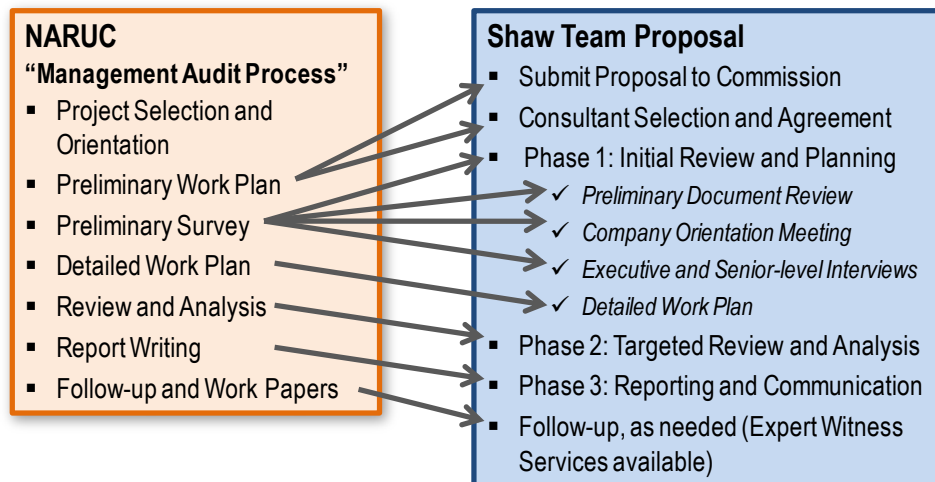 NARUC
“Management Audit Process”
▪ Project Selection and
Orientation
▪ Preliminary Work Plan
▪ Preliminary Survey
▪ Detailed Work Plan
▪ Review and Analysis
▪ Report Writing
▪ Follow-up and Work Papers
Shaw Team Proposal
▪ Submit Proposal to Commission
▪ Consultant Selection and Agreement
▪ Phase 1: Initial Review and Planning
✓ Preliminary Document Review
✓ Company Orientation Meeting
✓ Executive and Senior-level Interviews
✓ Detailed Work Plan
▪ Phase 2: Targeted Review and Analysis
▪ Phase 3: Reporting and Communication
▪ Follow-up, as needed (Expert Witness
Services available)